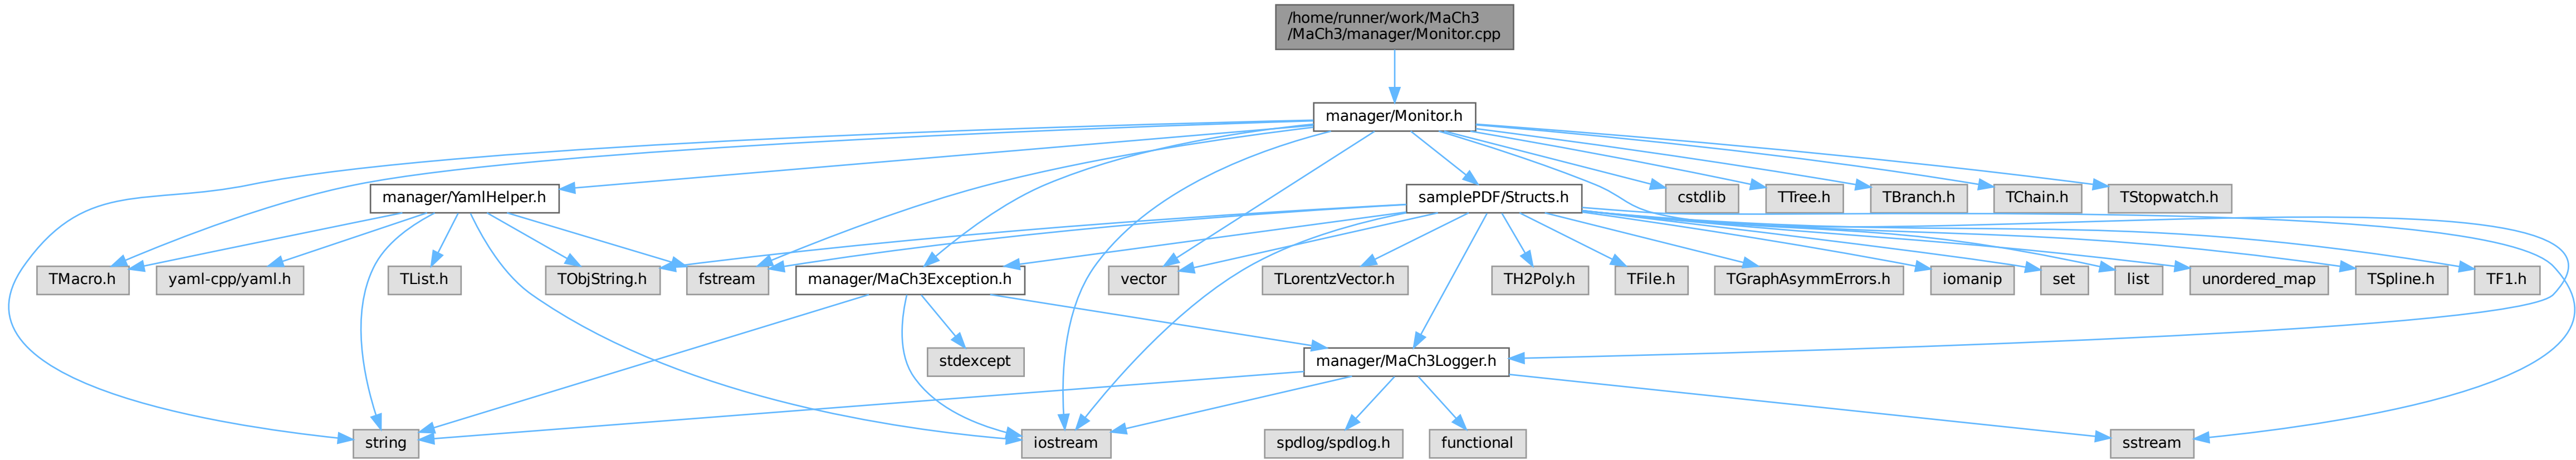 /home/runner/work/MaCh3
/MaCh3/manager/Monitor.cpp
manager/Monitor.h
manager/YamlHelper.h
samplePDF/Structs.h
cstdlib
TTree.h
TBranch.h
TChain.h
TStopwatch.h
TMacro.h
yaml-cpp/yaml.h
TList.h
TObjString.h
fstream
manager/MaCh3Exception.h
vector
TLorentzVector.h
TH2Poly.h
TFile.h
TGraphAsymmErrors.h
iomanip
set
list
unordered_map
TSpline.h
TF1.h
stdexcept
manager/MaCh3Logger.h
string
iostream
spdlog/spdlog.h
functional
sstream